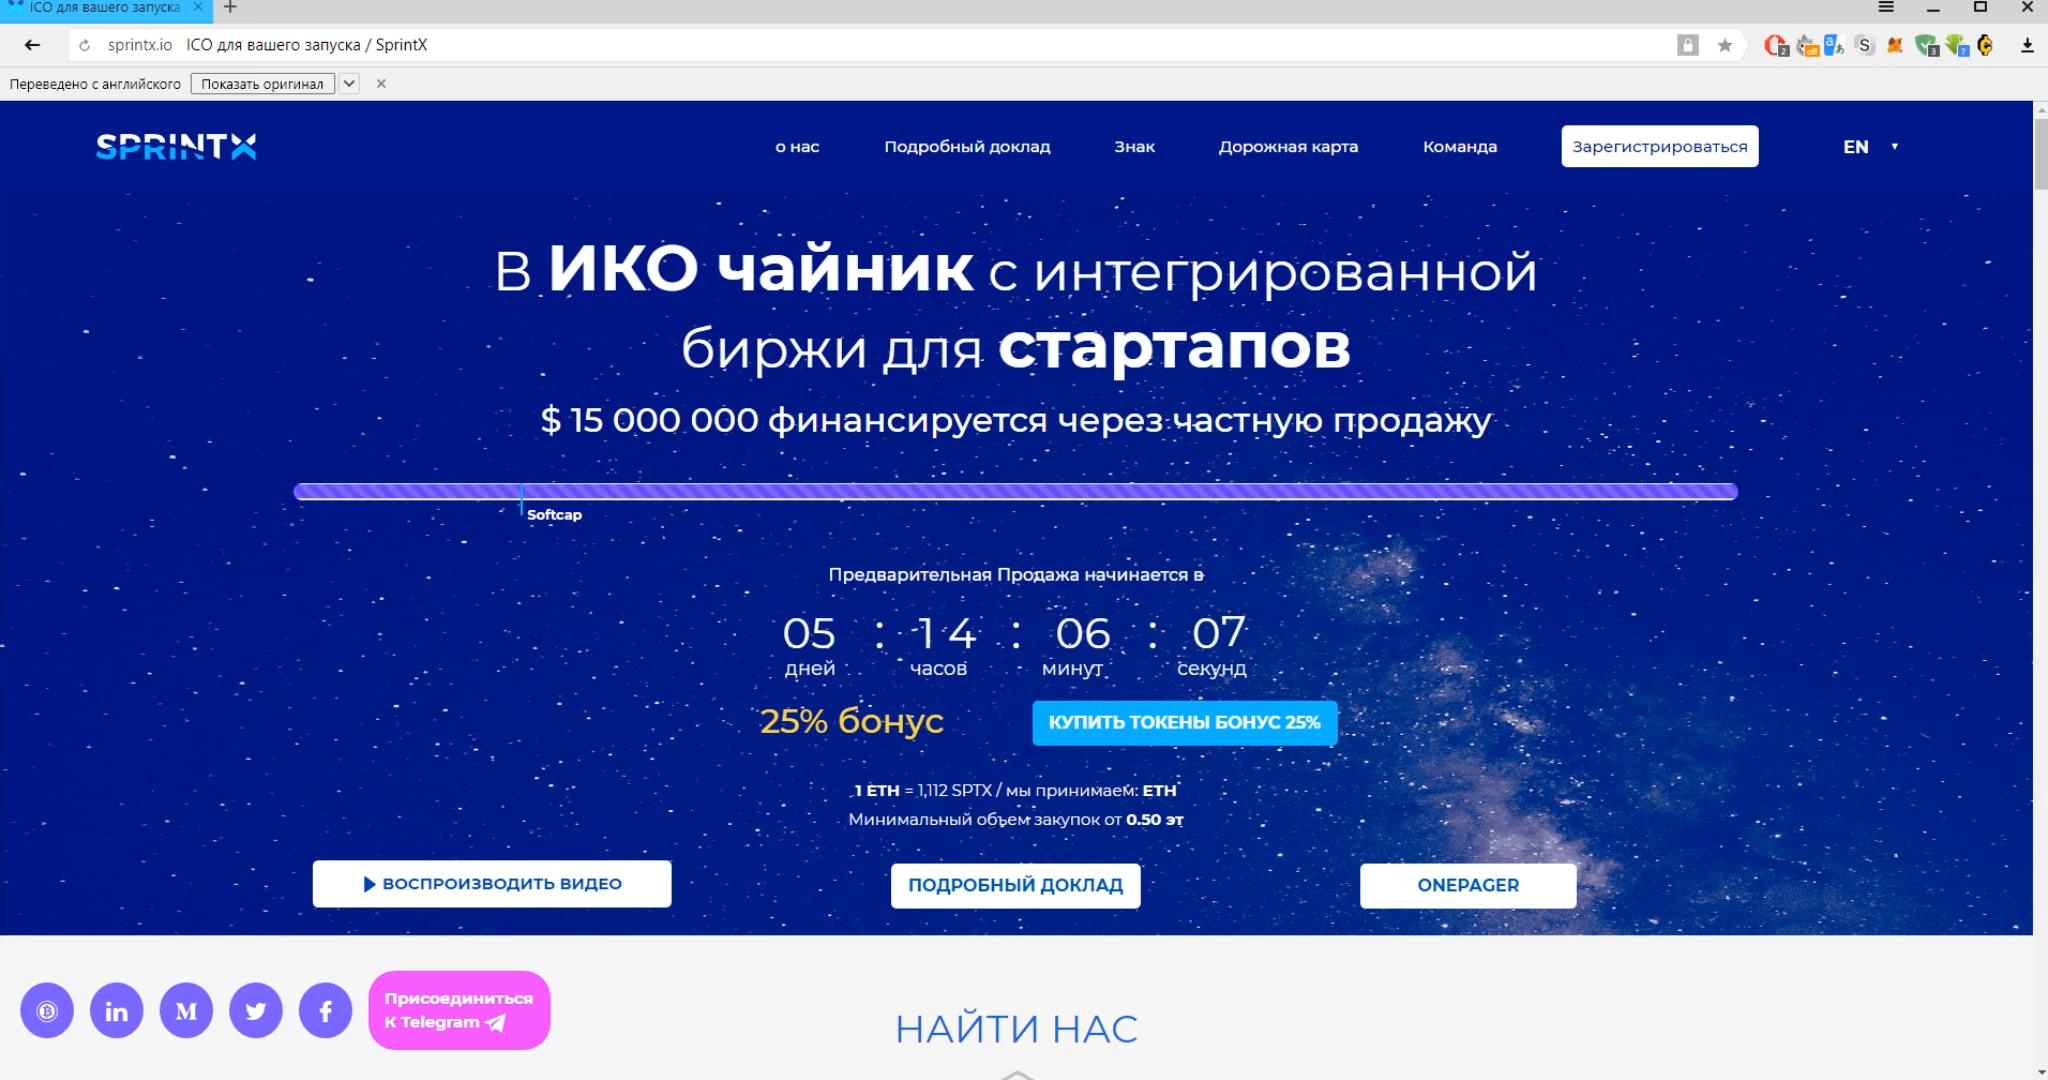 ICO для вашего запуска
sprintx.io ICO для вашего запуска / SprintX
Переведено с английского Показать оригинал
SPRINTX
о нас Подробный доклад Знак Дорожная карта Команда Зарегистрироваться EN
В ИКО чайник с интегрированной
биржи для стартапов
$ 15 000 000 финансируется через частную продажу
Softcap
Предварительная Продажа начинается в
05 : 14 : 06 : 07
дней часов минут секунд
25% бонус КУПИТЬ ТОКЕНЫ БОНУС 25%
1 ETH = 1,112 SPTX / мы принимаем: ETH
Минимальный объем закупок от 0.50 эт
ВОСПРОИЗВОДИТЬ ВИДЕО ПОДРОБНЫЙ ДОКЛАД ONEPAGER
Присоединиться
К Telegram
НАЙТИ НАС